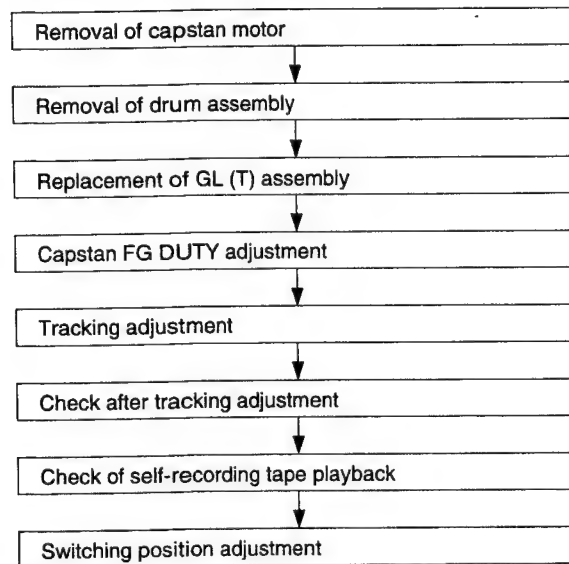 Removal of capstan motor
Removal of drum assembly
Replacement of GL (T) assembly
Capstan FG DUTY adjustment
Tracking adjustment
Check after tracking adjustment
Check of self-recording tape playback
Switching position adjustment